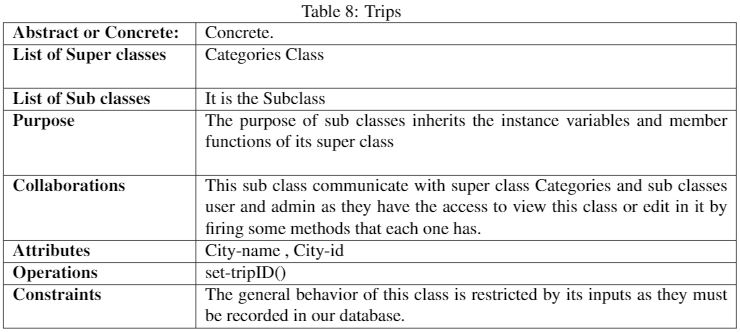 Table 8: Trips
Abstract or Concrete: Concrete.
List of Super classes Categories Class
List of Sub classes It is the Subclass
Purpose The purpose of sub classes inherits the instance variables and member
functions of its super class
Collaborations This sub class communicate with super class Categories and sub classes
user and admin as they have the access to view this class or edit in it by
firing some methods that each one has.
Attributes City-name , City-id
Operations set-tripID()
Constraints The general behavior of this class is restricted by its inputs as they must
be recorded in our database.